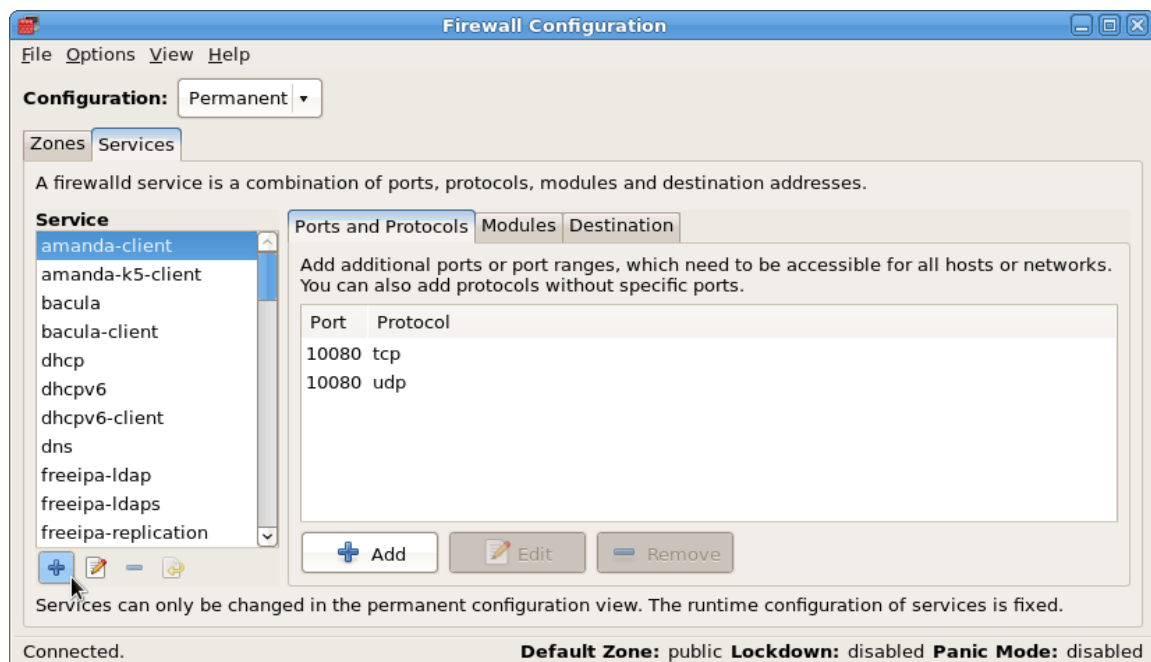 Firewall Configuration
File Options View Help
Configuration: Permanent
Zones Services
A firewalld service is a combination of ports, protocols, modules and destination addresses.
Service
amanda-client
amanda-k5-client
bacula
bacula-client
dhcp
dhcpv6
dhcpv6-client
dns
freeipa-ldap
freeipa-ldaps
freeipa-replication
Ports and Protocols Modules Destination
Add additional ports or port ranges, which need to be accessible for all hosts or networks.
You can also add protocols without specific ports.
Port Protocol
10080 tcp
10080 udp
Add Edit Remove
Services can only be changed in the permanent configuration view. The runtime configuration of services is fixed.
Connected. Default Zone: public Lockdown: disabled Panic Mode: disabled